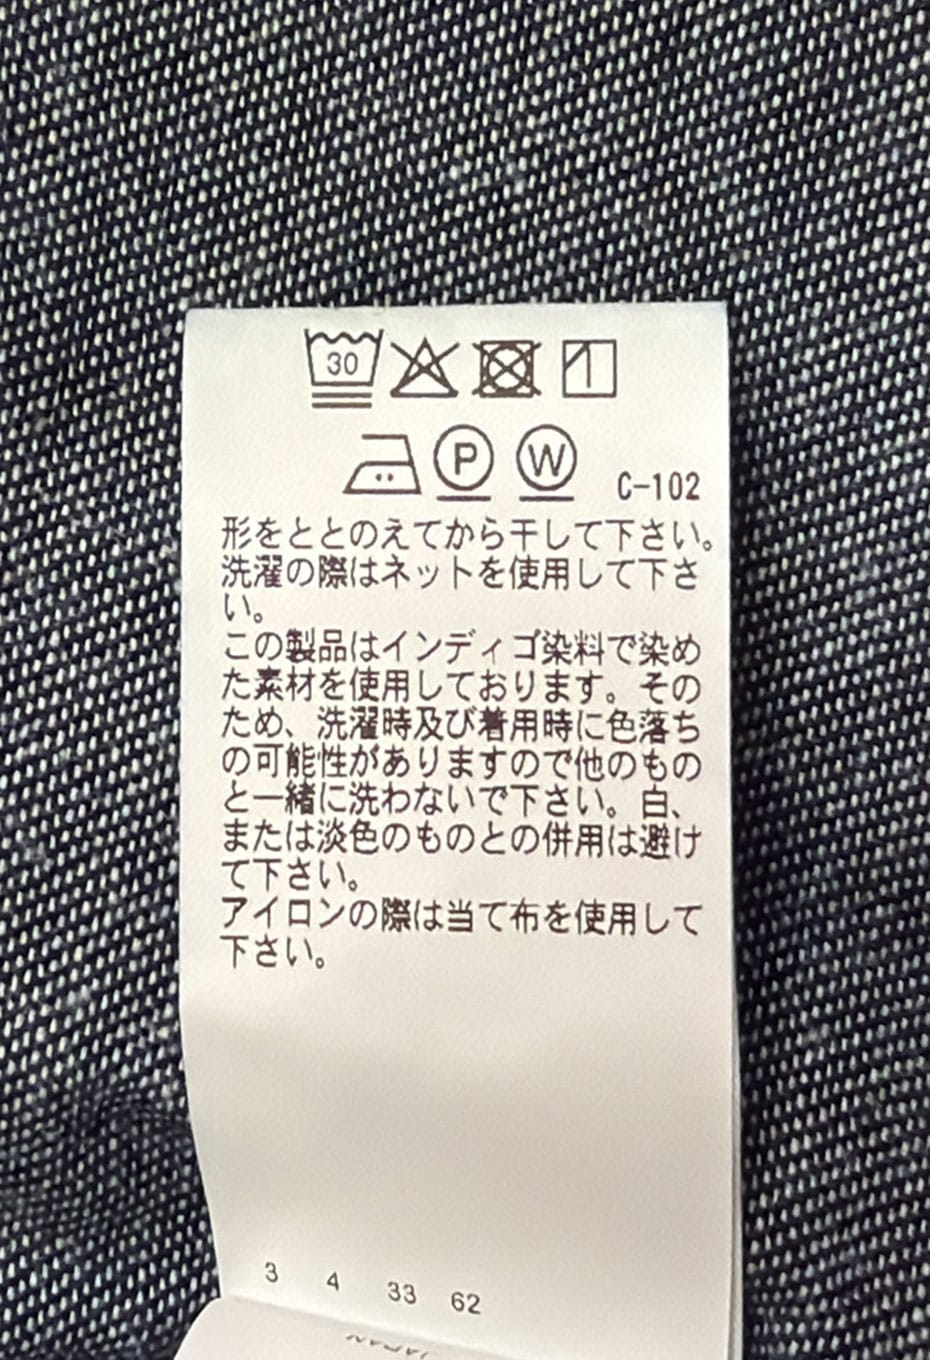 30
P W C-102
形をととのえてから干して下さい。
洗濯の際はネットを使用して下さ
い。
この製品はインディゴ染料で染め
た素材を使用しております。その
ため、洗濯時及び着用時に色落ち
の可能性がありますので他のもの
と一緒に洗わないで下さい。白、
または淡色のものとの併用は避け
て下さい。
アイロンの際は当て布を使用して
下さい。
3 4 33 62
JAPAN